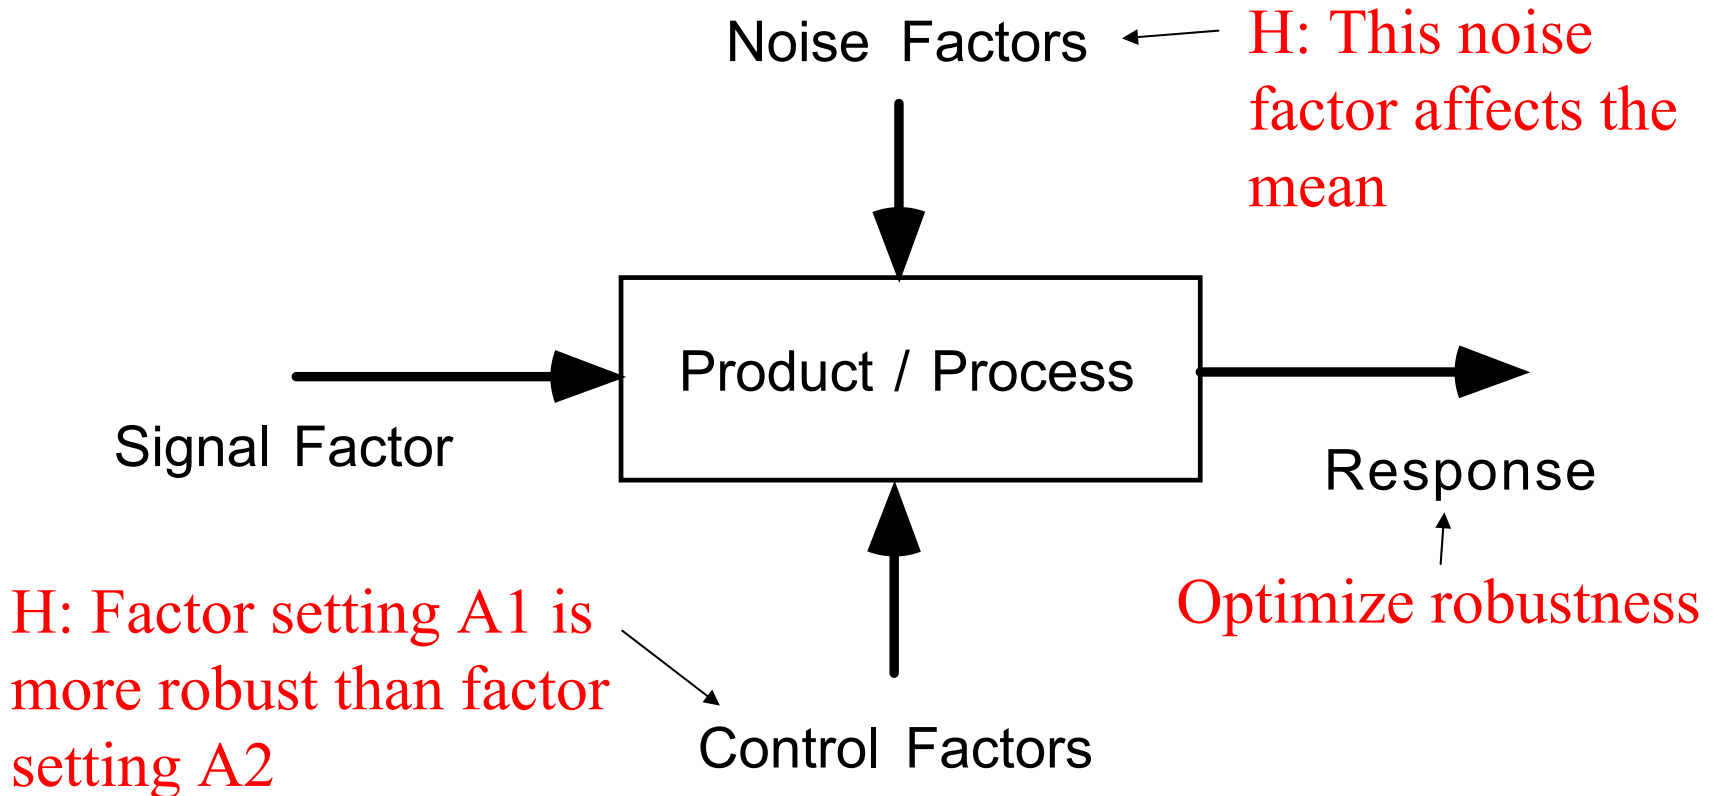 Noise Factors
H: This noise
factor affects the
mean
Product / Process
Signal Factor
Response
Optimize robustness
H: Factor setting A1 is
more robust than factor
setting A2
Control Factors